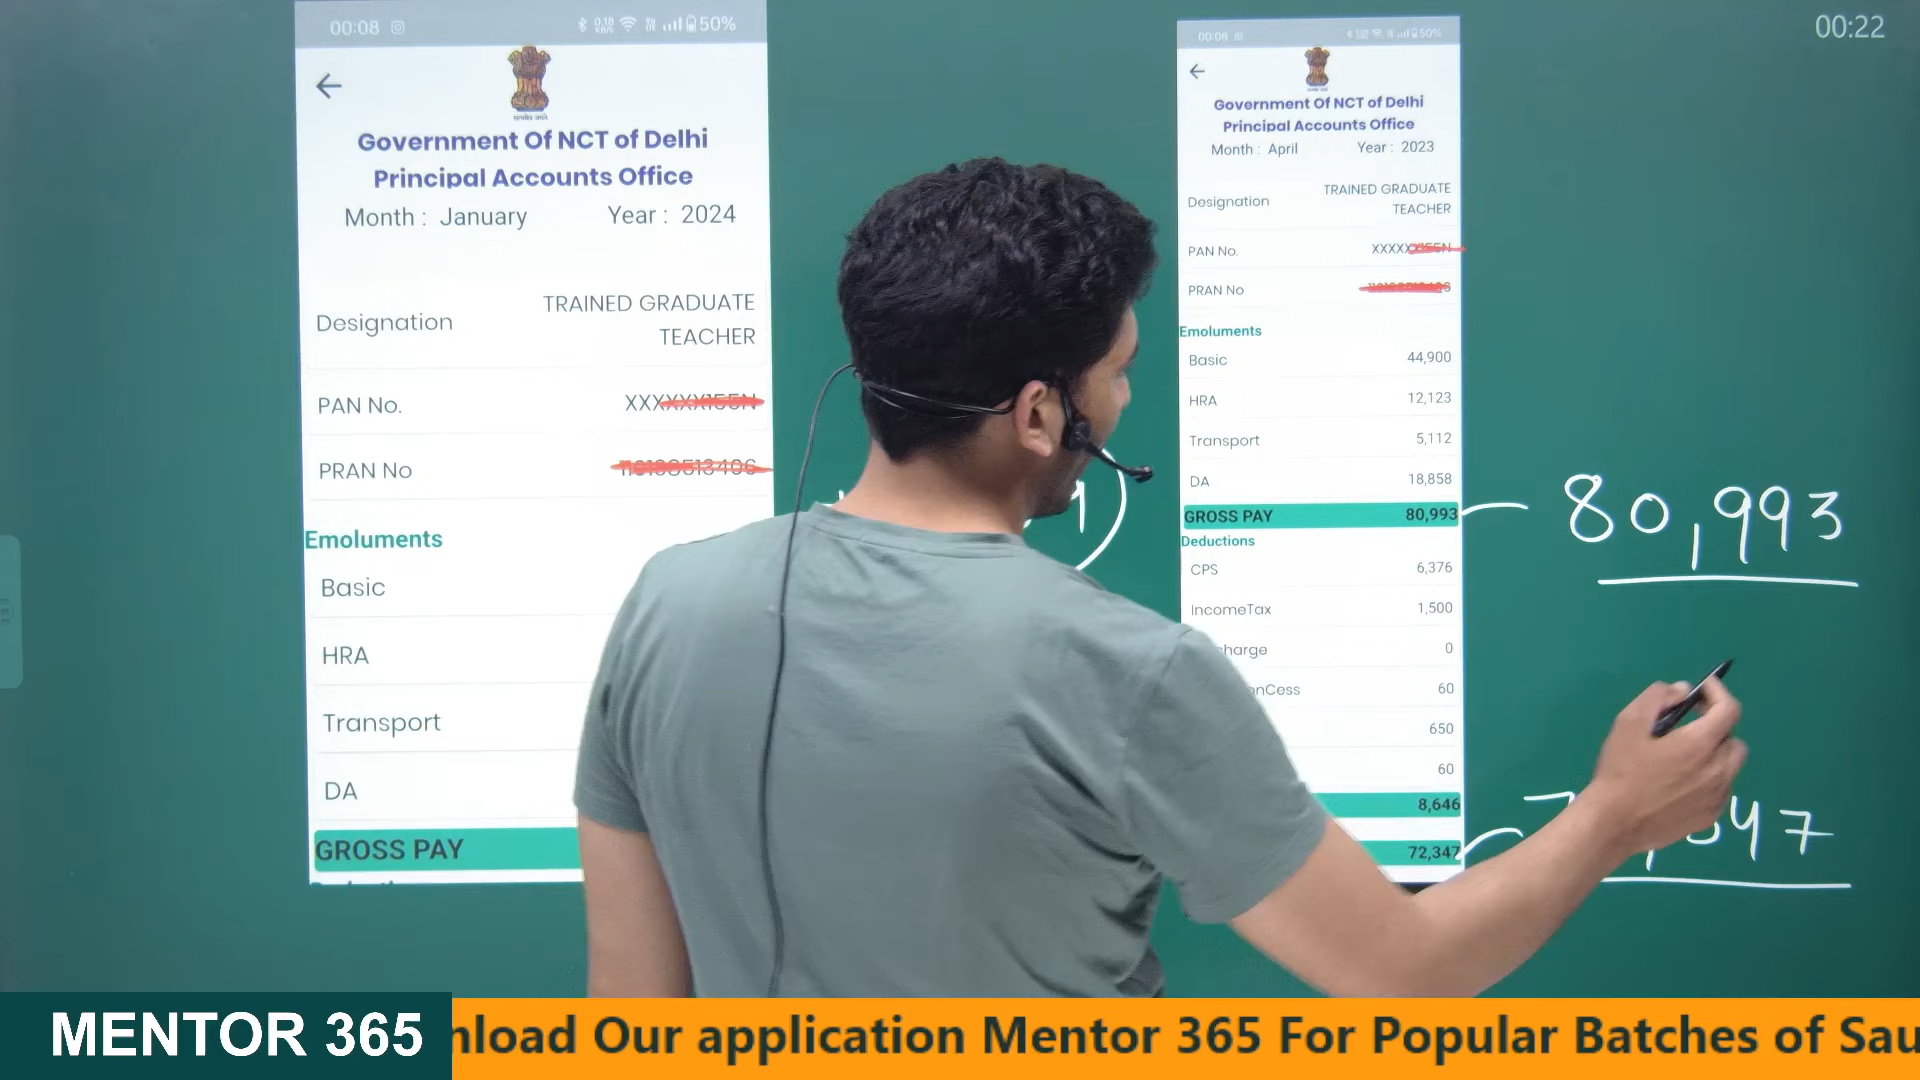 00:08
50%
Government Of NCT of Delhi
Principal Accounts Office
Month : January Year : 2024
Designation TRAINED GRADUATE TEACHER
PAN No.
PRAN No
Emoluments
Basic
HRA
Transport
DA
GROSS PAY
00:08
50%
Government Of NCT of Delhi
Principal Accounts Office
Month : April Year : 2023
Designation TRAINED GRADUATE TEACHER
PAN No.
PRAN No
Emoluments
Basic 44,900
HRA 12,123
Transport 5,112
DA 18,858
GROSS PAY 80,993
Deductions
CPS 6,376
IncomeTax 1,500
harge 0
nCess 60
650
60
8,646
72,347
80,993
47
00:22
MENTOR 365
nload Our application Mentor 365 For Popular Batches of Sau